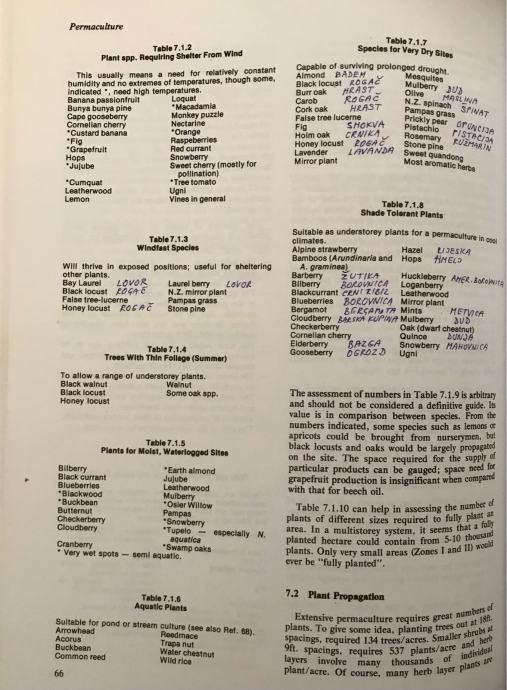 Permaculture
Table 7.1.2
Plant spp. Requiring Shelter From Wind
This usually means a need for relatively constant
humidity and no extremes of temperatures, though some,
indicated *, need high temperatures.
Banana passionfruit Loquat
Bunya bunya pine *Macadamia
Cape gooseberry Monkey puzzle
Cornelian cherry Nectarine
*Custard banana *Orange
*Fig Raspeberries
*Grapefruit Red currant
Hops Snowberry
*Jujube Sweet cherry (mostly for
pollination)
*Cumquat *Tree tomato
Leatherwood Ugni
Lemon Vines in general
Table 7.1.3
Windfast Species
Will thrive in exposed positions; useful for sheltering
other plants.
Bay Laurel LOVOR Laurel berry LOVOR
Black locust ROGAČ N.Z. mirror plant
False tree-lucerne Pampas grass
Honey locust ROGAČ Stone pine
Table 7.1.4
Trees With Thin Foliage (Summer)
To allow a range of understorey plants.
Black walnut Walnut
Black locust Some oak spp.
Honey locust
Table 7.1.5
Plants for Moist, Waterlogged Sites
Bilberry *Earth almond
Black currant Jujube
Blueberries Leatherwood
*Blackwood Mulberry
*Buckbean *Osier Willow
Butternut Pampas
Checkerberry *Snowberry
Cloudberry *Tupelo — especially N.
aquatica
Cranberry *Swamp oaks
* Very wet spots — semi aquatic.
Table 7.1.6
Aquatic Plants
Suitable for pond or stream culture (see also Ref. 68).
Arrowhead Reedmace
Acorus Trapa nut
Buckbean Water chestnut
Common reed Wild rice
66
Table 7.1.7
Species for Very Dry Sites
Capable of surviving prolonged drought.
Almond BADEM Mesquites
Black locust ROGAČ Mulberry DUD
Burr oak HRAST Olive MASLINA
Carob ROGAČ N.Z. spinach SPINAT
Cork oak HRAST Pampas grass
False tree lucerne Prickly pear OPUNCIJA
Fig SMOKVA Pistachio PISTACIJA
Holm oak CRNIKA Rosemary RUZMARIN
Honey locust ROGAČ Stone pine
Lavender LAVANDA Sweet quandong
Mirror plant Most aromatic herbs
Table 7.1.8
Shade Tolerant Plants
Suitable as understorey plants for a permaculture in cool
climates.
Alpine strawberry Hazel LIJESKA
Bamboos (Arundinaria and Hops HMELJ
A. graminea)
Barberry ŽUTIKA Huckleberry AMER. BOROVNICA
Bilberry BOROVNICA Loganberry
Blackcurrant CRNI RIBIZ Leatherwood
Blueberries BOROVNICA Mirror plant
Bergamot BERGAMOTA Mints METVICA
Cloudberry BARSKA KUPINA Mulberry DUD
Checkerberry Oak (dwarf chestnut)
Cornelian cherry Quince DUNJA
Elderberry BAZGA Snowberry MAHOVNICA
Gooseberry OGROZD Ugni
The assessment of numbers in Table 7.1.9 is arbitrary
and should not be considered a definitive guide. Its
value is in comparison between species. From the
numbers indicated, some species such as lemons or
apricots could be brought from nurserymen, but
black locusts and oaks would be largely propagated
on the site. The space required for the supply of
particular products can be gauged; space need for
grapefruit production is insignificant when compared
with that for beech oil.
Table 7.1.10 can help in assessing the number of
plants of different sizes required to fully plant an
area. In a multistorey system, it seems that a fully
planted hectare could contain from 5-10 thousand
plants. Only very small areas (Zones I and II) would
ever be "fully planted".
7.2 Plant Propagation
Extensive permaculture requires great numbers of
plants. To give some idea, planting trees out at 18ft.
spacings, required 134 trees/acres. Smaller shrubs at
9ft. spacings, requires 537 plants/acre and herb
layers involve many thousands of individual
plant/acre. Of course, many herb layer plants are